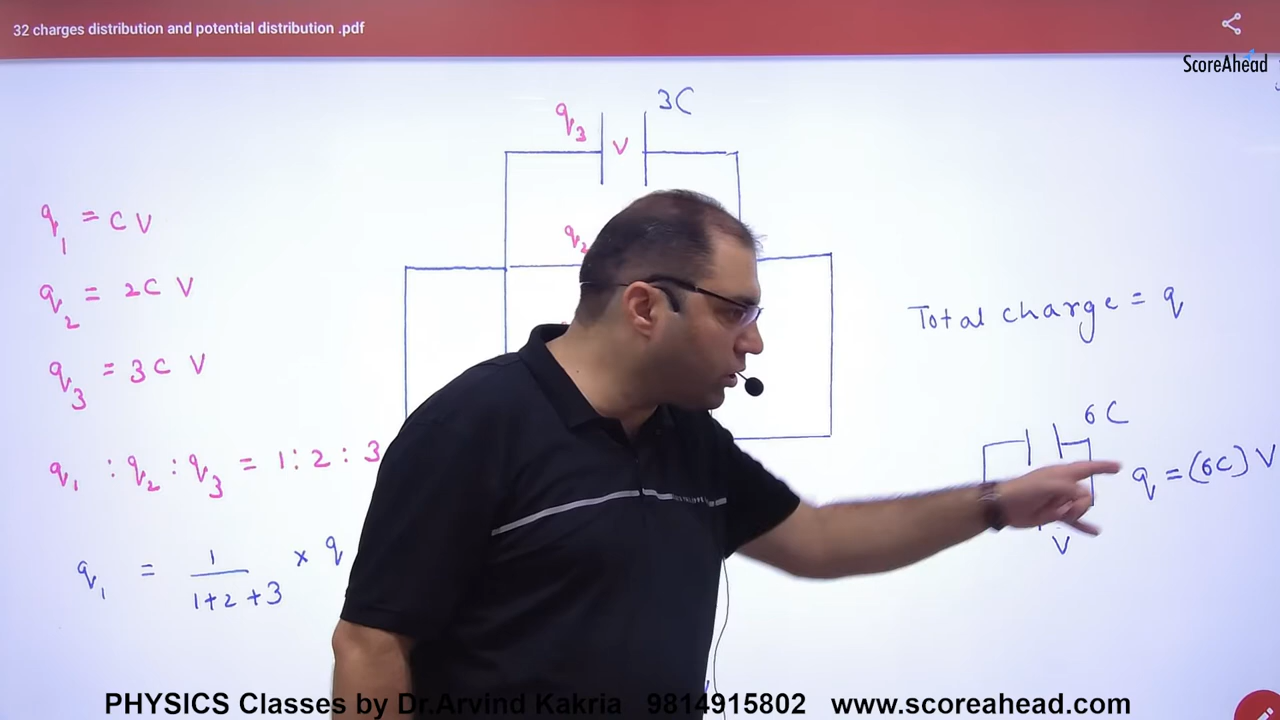 32 charges distribution and potential distribution .pdf
ScoreAhead
3C
q3
V
q2
q1 = CV
q2 = 2C V
q3 = 3C V
q1 : q2 : q3 = 1:2:3
q1 = 1/(1+2+3) × q
Total charge = q
6C
q = (6C) V
V
PHYSICS Classes by Dr.Arvind Kakria 9814915802 www.scoreahead.com